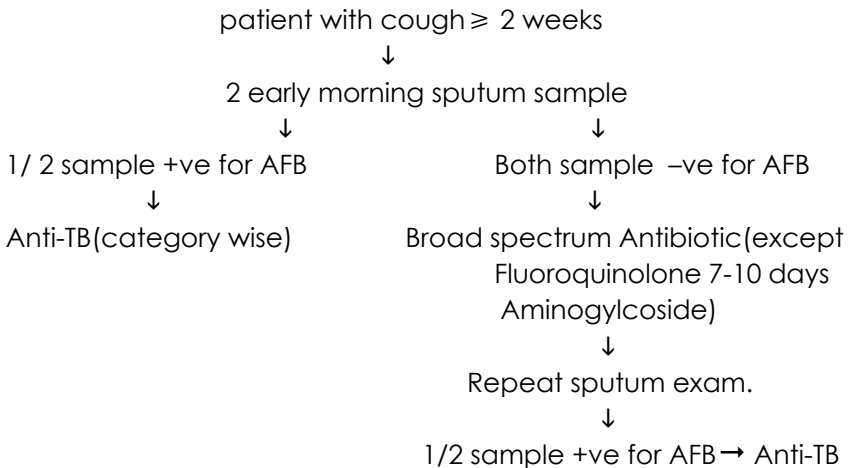 patient with cough ≥ 2 weeks
↓
2 early morning sputum sample
↓ ↓
1/ 2 sample +ve for AFB Both sample –ve for AFB
↓ ↓
Anti-TB(category wise) Broad spectrum Antibiotic(except
Fluoroquinolone 7-10 days
Aminogylcoside)
↓
Repeat sputum exam.
↓
1/2 sample +ve for AFB→ Anti-TB